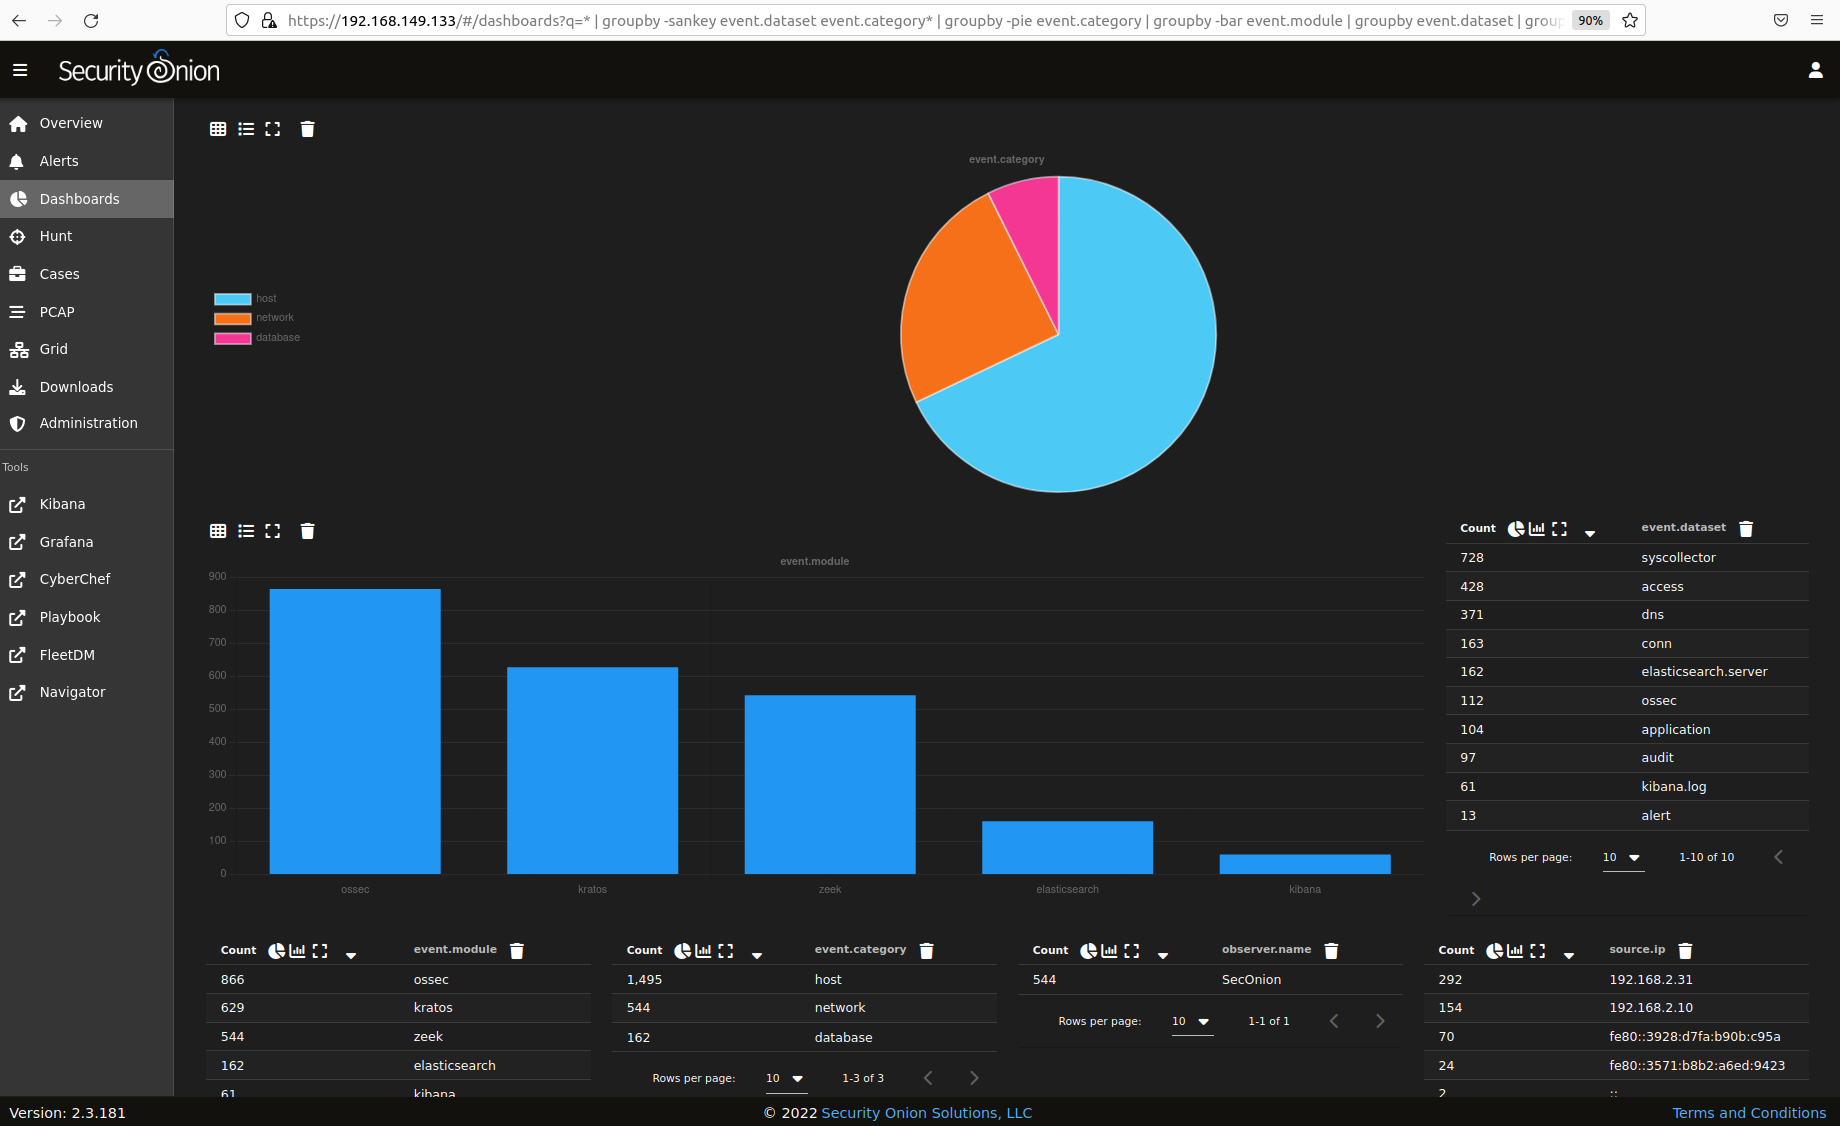 https://192.168.149.133/#/dashboards?q=* | groupby -sankey event.dataset event.category* | groupby -pie event.category | groupby -bar event.module | groupby event.dataset | grou
90%
Security Onion
Overview
Alerts
Dashboards
Hunt
Cases
PCAP
Grid
Downloads
Administration
Tools
Kibana
Grafana
CyberChef
Playbook
FleetDM
Navigator
event.category
host
network
database
event.module
900
800
700
600
500
400
300
200
100
0
ossec kratos zeek elasticsearch kibana
Count event.dataset
728 syscollector
428 access
371 dns
163 conn
162 elasticsearch.server
112 ossec
104 application
97 audit
61 kibana.log
13 alert
Rows per page: 10 1-10 of 10
Count event.module
866 ossec
629 kratos
544 zeek
162 elasticsearch
61 kibana
Count event.category
1,495 host
544 network
162 database
Rows per page: 10 1-3 of 3
Count observer.name
544 SecOnion
Rows per page: 10 1-1 of 1
Count source.ip
292 192.168.2.31
154 192.168.2.10
70 fe80::3928:d7fa:b90b:c95a
24 fe80::3571:b8b2:a6ed:9423
2 ::
Version: 2.3.181
© 2022 Security Onion Solutions, LLC
Terms and Conditions